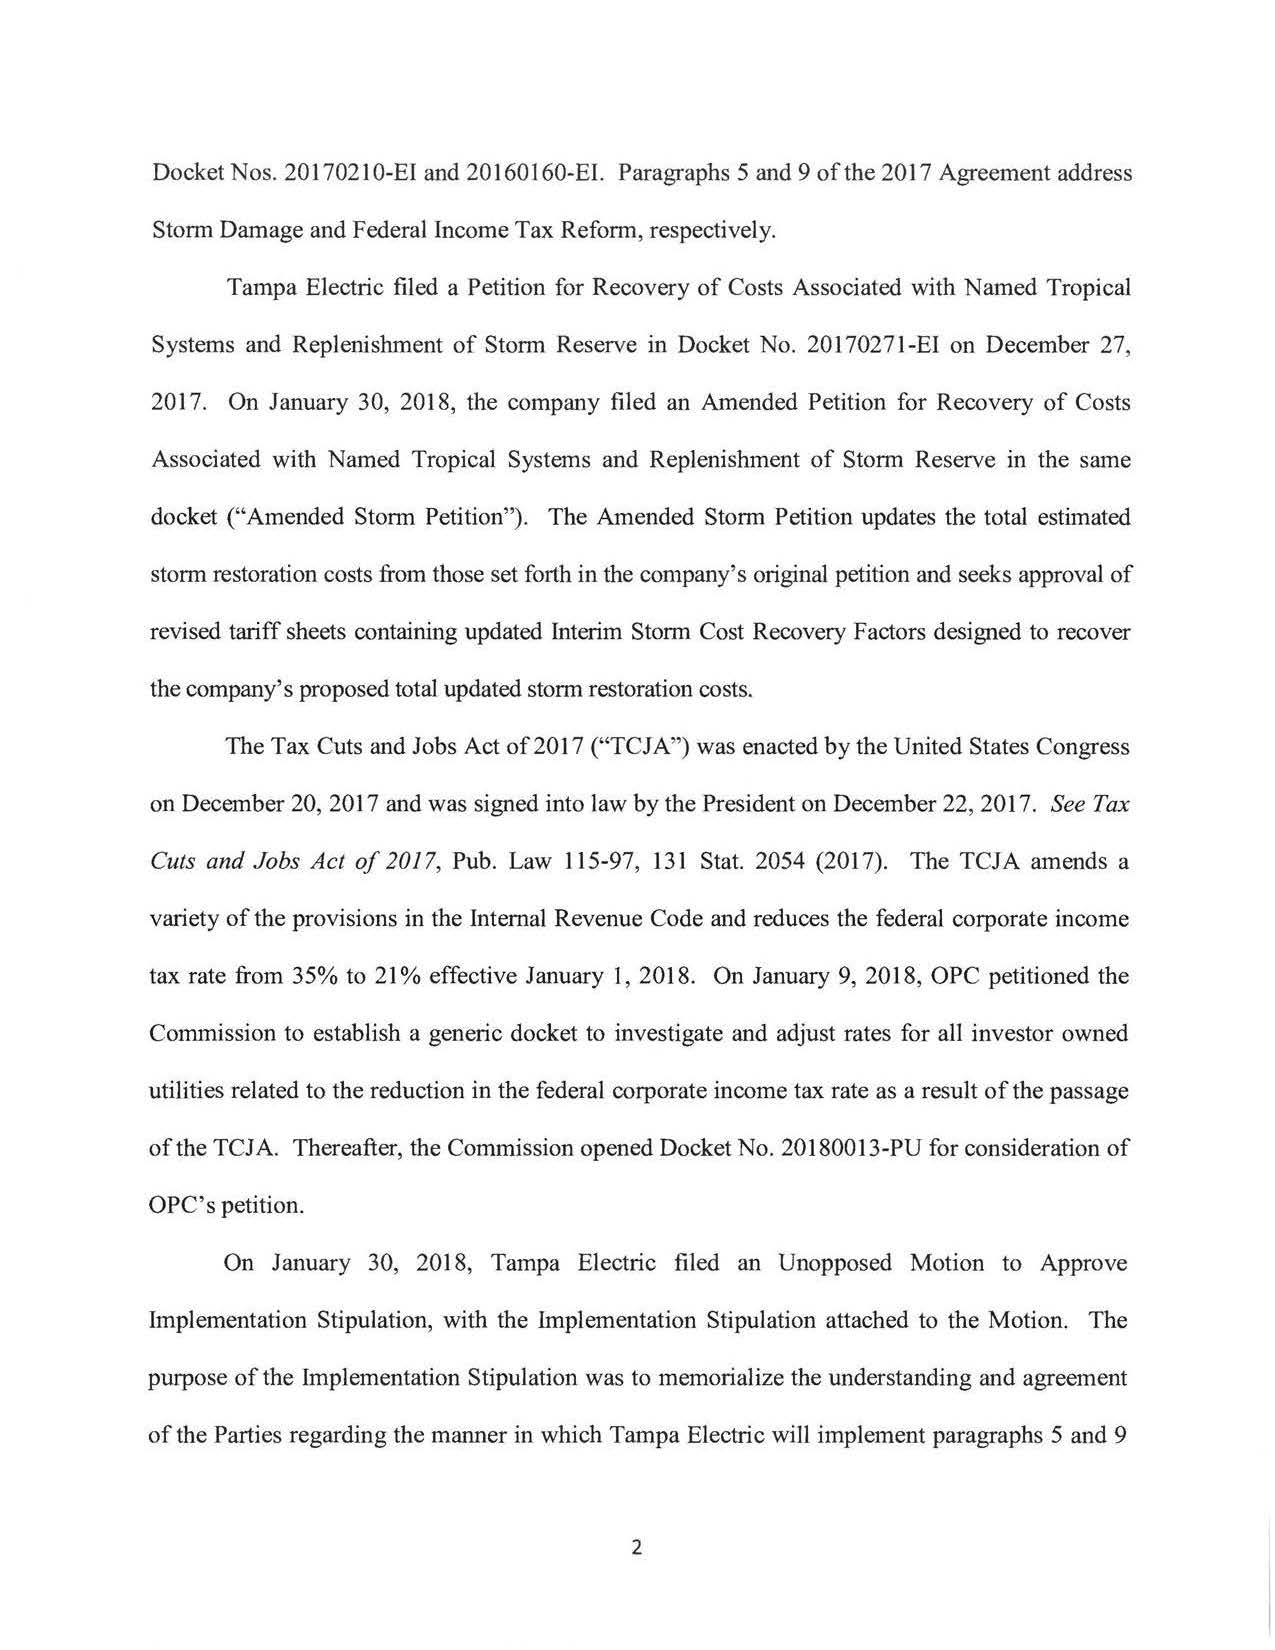 Docket Nos. 20170210-EI and 20160160-EI. Paragraphs 5 and 9 of the 2017 Agreement address
Storm Damage and Federal Income Tax Reform, respectively.
Tampa Electric filed a Petition for Recovery of Costs Associated with Named Tropical
Systems and Replenishment of Storm Reserve in Docket No. 20170271-EI on December 27,
2017. On January 30, 2018, the company filed an Amended Petition for Recovery of Costs
Associated with Named Tropical Systems and Replenishment of Storm Reserve in the same
docket (“Amended Storm Petition”). The Amended Storm Petition updates the total estimated
storm restoration costs from those set forth in the company’s original petition and seeks approval of
revised tariff sheets containing updated Interim Storm Cost Recovery Factors designed to recover
the company’s proposed total updated storm restoration costs.
The Tax Cuts and Jobs Act of 2017 (“TCJA”) was enacted by the United States Congress
on December 20, 2017 and was signed into law by the President on December 22, 2017. See Tax
Cuts and Jobs Act of 2017, Pub. Law 115-97, 131 Stat. 2054 (2017). The TCJA amends a
variety of the provisions in the Internal Revenue Code and reduces the federal corporate income
tax rate from 35% to 21% effective January 1, 2018. On January 9, 2018, OPC petitioned the
Commission to establish a generic docket to investigate and adjust rates for all investor owned
utilities related to the reduction in the federal corporate income tax rate as a result of the passage
of the TCJA. Thereafter, the Commission opened Docket No. 20180013-PU for consideration of
OPC’s petition.
On January 30, 2018, Tampa Electric filed an Unopposed Motion to Approve
Implementation Stipulation, with the Implementation Stipulation attached to the Motion. The
purpose of the Implementation Stipulation was to memorialize the understanding and agreement
of the Parties regarding the manner in which Tampa Electric will implement paragraphs 5 and 9
2